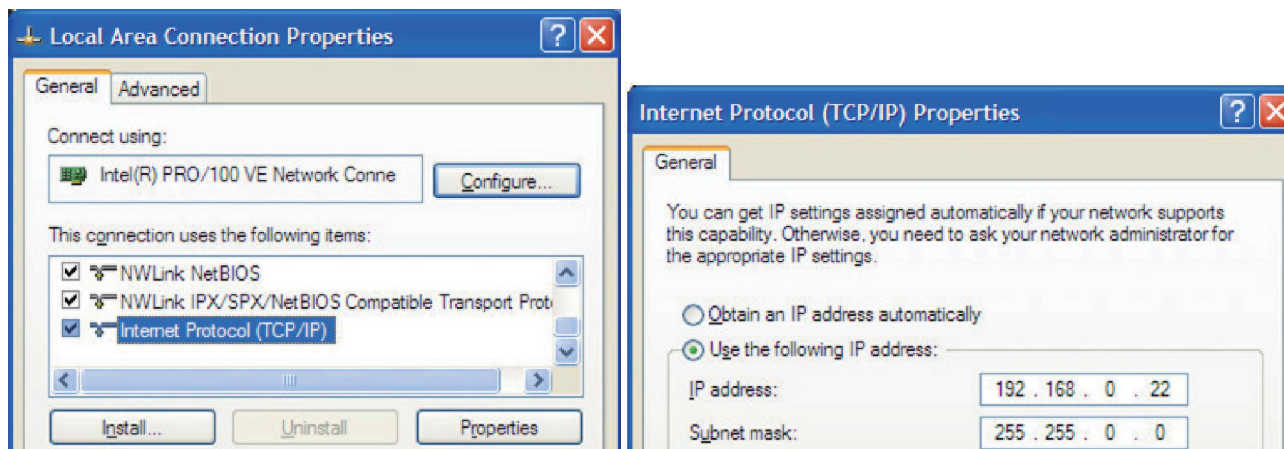 Local Area Connection Properties
General Advanced
Connect using:
Intel(R) PRO/100 VE Network Conne
Configure...
This connection uses the following items:
NWLink NetBIOS
NWLink IPX/SPX/NetBIOS Compatible Transport Prot
Internet Protocol (TCP/IP)
Install... Uninstall Properties
Internet Protocol (TCP/IP) Properties
General
You can get IP settings assigned automatically if your network supports
this capability. Otherwise, you need to ask your network administrator for
the appropriate IP settings.
Obtain an IP address automatically
Use the following IP address:
IP address: 192 . 168 . 0 . 22
Subnet mask: 255 . 255 . 0 . 0